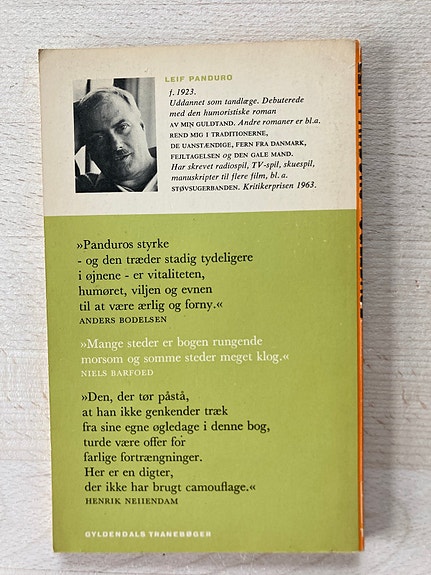 LEIF PANDURO
f. 1923.
Uddannet som tandlæge. Debuterede
med den humoristiske roman
AV MIN GULDTAND. Andre romaner er bl.a.
REND MIG I TRADITIONERNE,
DE UANSTÆNDIGE, FERN FRA DANMARK,
FEJLTAGELSEN OG DEN GALE MAND.
Har skrevet radiospil, TV-spil, skuespil,
manuskripter til flere film, bl. a.
STØVSUGERBANDEN. Kritikerprisen 1963.
»Panduros styrke
- og den træder stadig tydeligere
i øjnene - er vitaliteten,
humøret, viljen og evnen
til at være ærlig og forny.«
ANDERS BODELSEN
»Mange steder er bogen rungende
morsom og somme steder meget klog.«
NIELS BARFOED
»Den, der tør påstå,
at han ikke genkender træk
fra sine egne øgledage i denne bog,
turde være offer for
farlige fortrængninger.
Her er en digter,
der ikke har brugt camouflage.«
HENRIK NEIIENDAM
GYLDENDALS TRANEBØGER